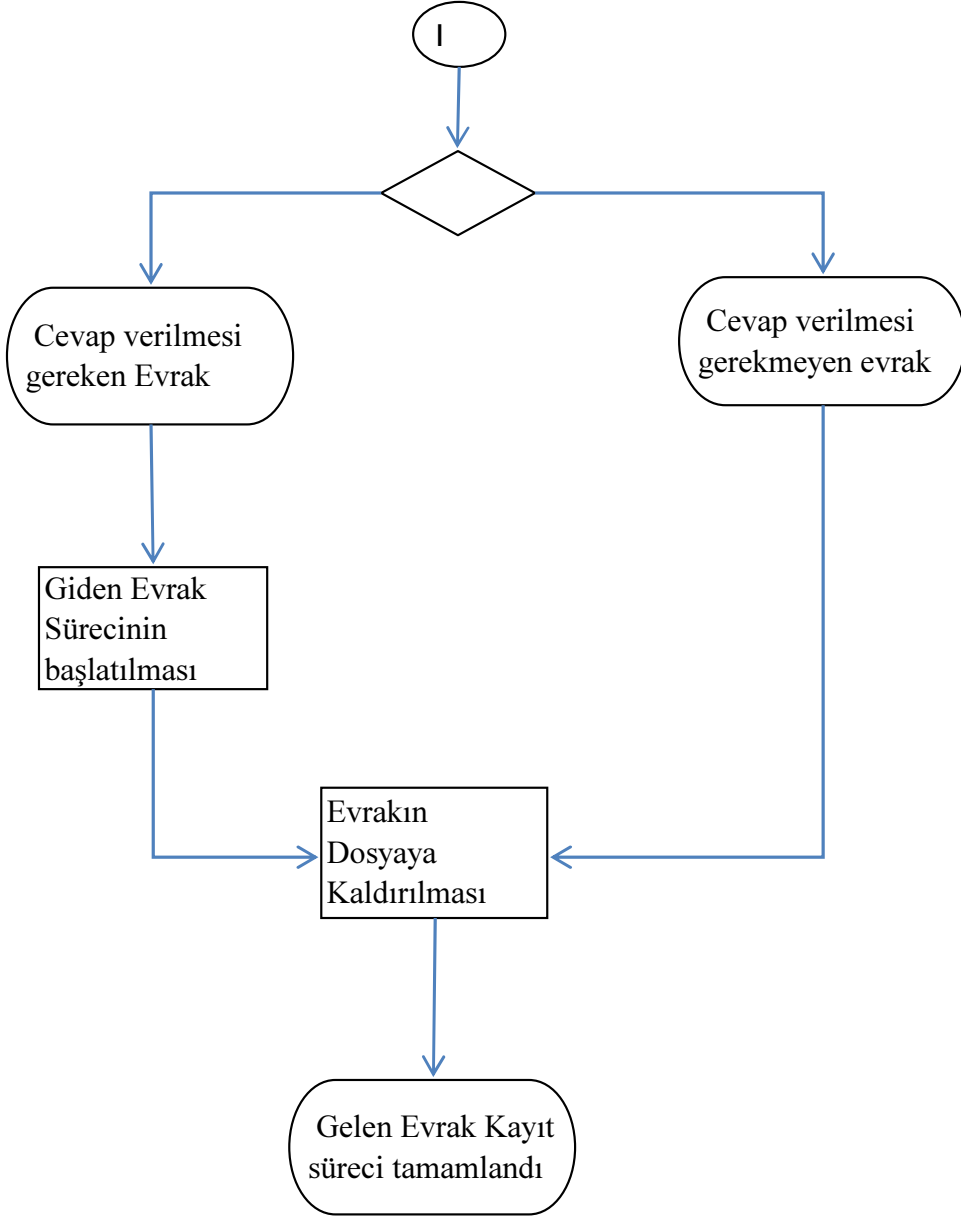 I
Cevap verilmesi
gereken Evrak
Cevap verilmesi
gerekmeyen evrak
Giden Evrak
Sürecinin
başlatılması
Evrakın
Dosyaya
Kaldırılması
Gelen Evrak Kayıt
süreci tamamlandı